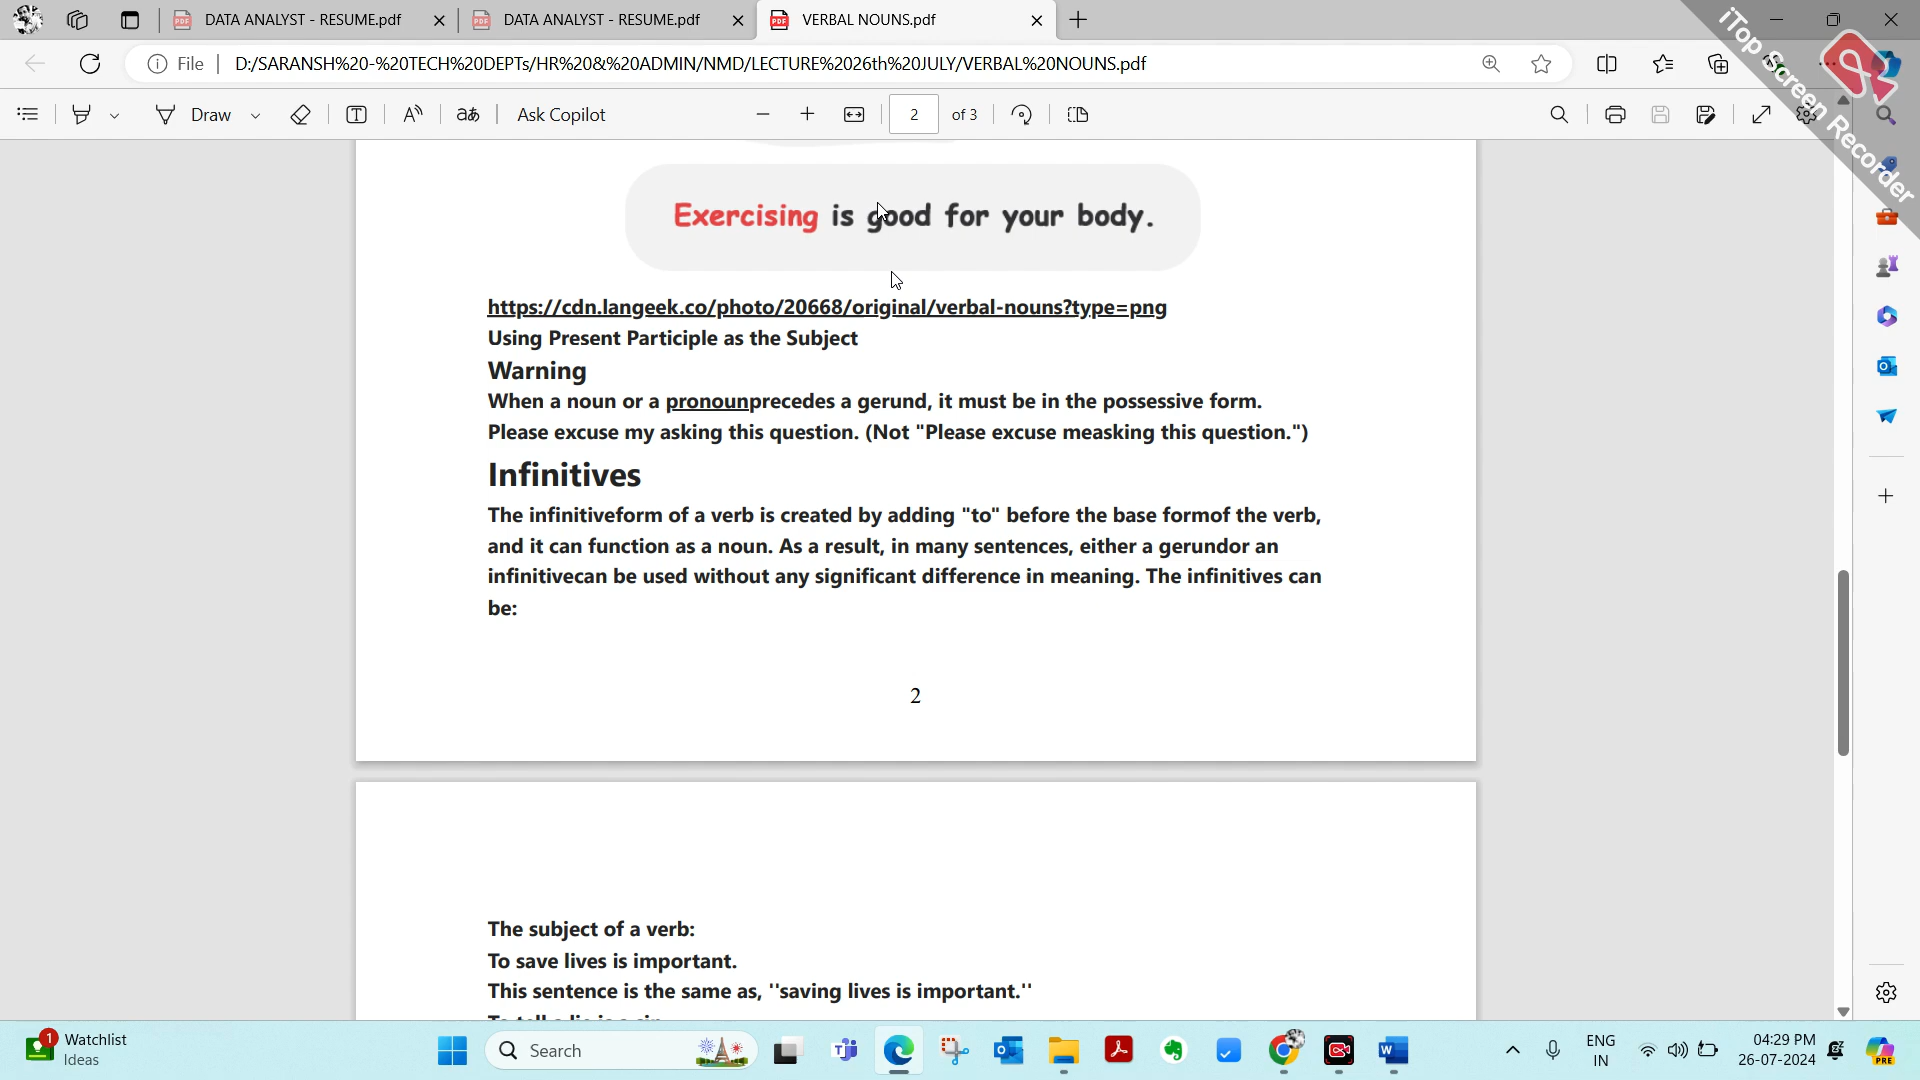 DATA ANALYST - RESUME.pdf
DATA ANALYST - RESUME.pdf
VERBAL NOUNS.pdf
iTop Screen Recorder
File
D:/SARANSH%20-%20TECH%20DEPTs/HR%20&%20ADMIN/NMD/LECTURE%2026th%20JULY/VERBAL%20NOUNS.pdf
Draw
Ask Copilot
2
of 3
Exercising is good for your body.
https://cdn.langeek.co/photo/20668/original/verbal-nouns?type=png
Using Present Participle as the Subject
Warning
When a noun or a pronounprecedes a gerund, it must be in the possessive form.
Please excuse my asking this question. (Not "Please excuse measking this question.")
Infinitives
The infinitiveform of a verb is created by adding "to" before the base formof the verb,
and it can function as a noun. As a result, in many sentences, either a gerundor an
infinitivecan be used without any significant difference in meaning. The infinitives can
be:
2
The subject of a verb:
To save lives is important.
This sentence is the same as, ''saving lives is important.''
1
Watchlist
Ideas
Search
ENG
IN
04:29 PM
26-07-2024
PRE